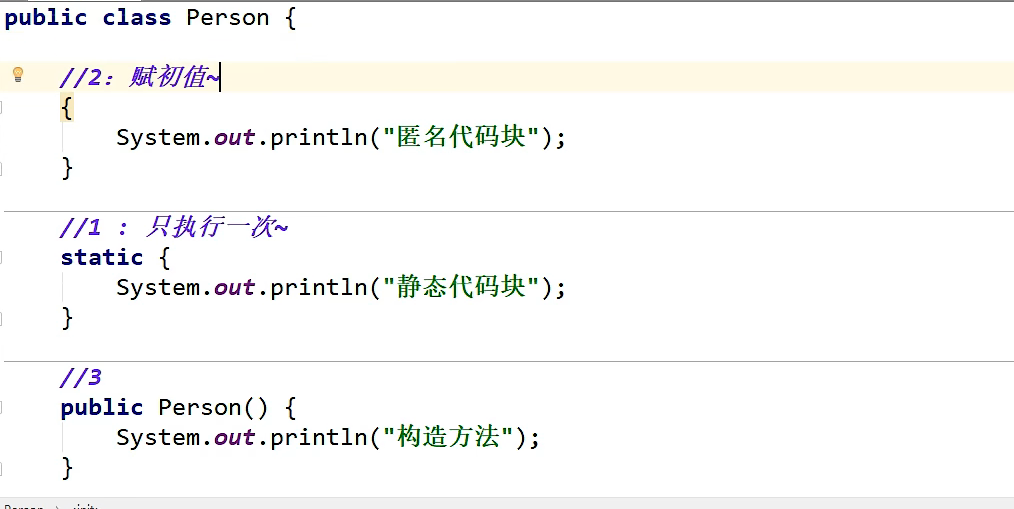 public class Person {
//2：赋初值~
{
System.out.println("匿名代码块");
}
//1 : 只执行一次~
static {
System.out.println("静态代码块");
}
//3
public Person() {
System.out.println("构造方法");
}